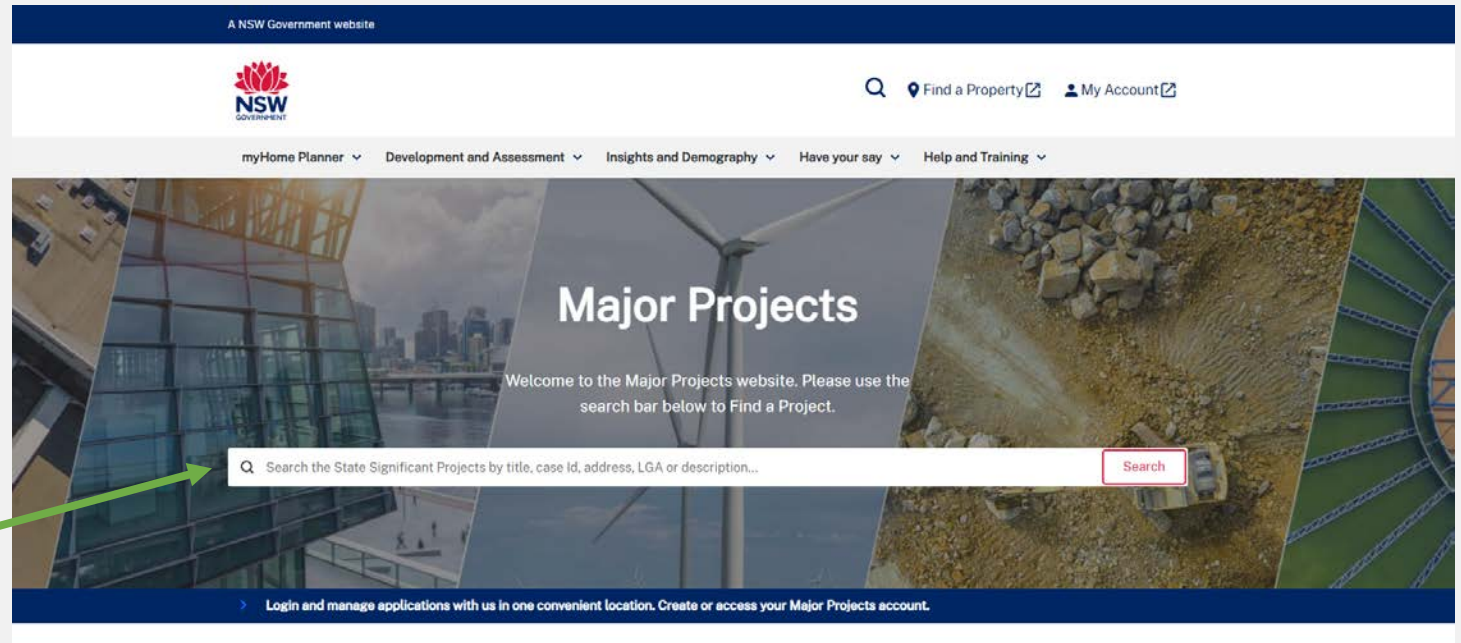 A NSW Government website
NSW
GOVERNMENT
Find a Property
My Account
myHome Planner
Development and Assessment
Insights and Demography
Have your say
Help and Training
Major Projects
Welcome to the Major Projects website. Please use the
search bar below to Find a Project.
Search the State Significant Projects by title, case Id, address, LGA or description...
Search
Login and manage applications with us in one convenient location. Create or access your Major Projects account.